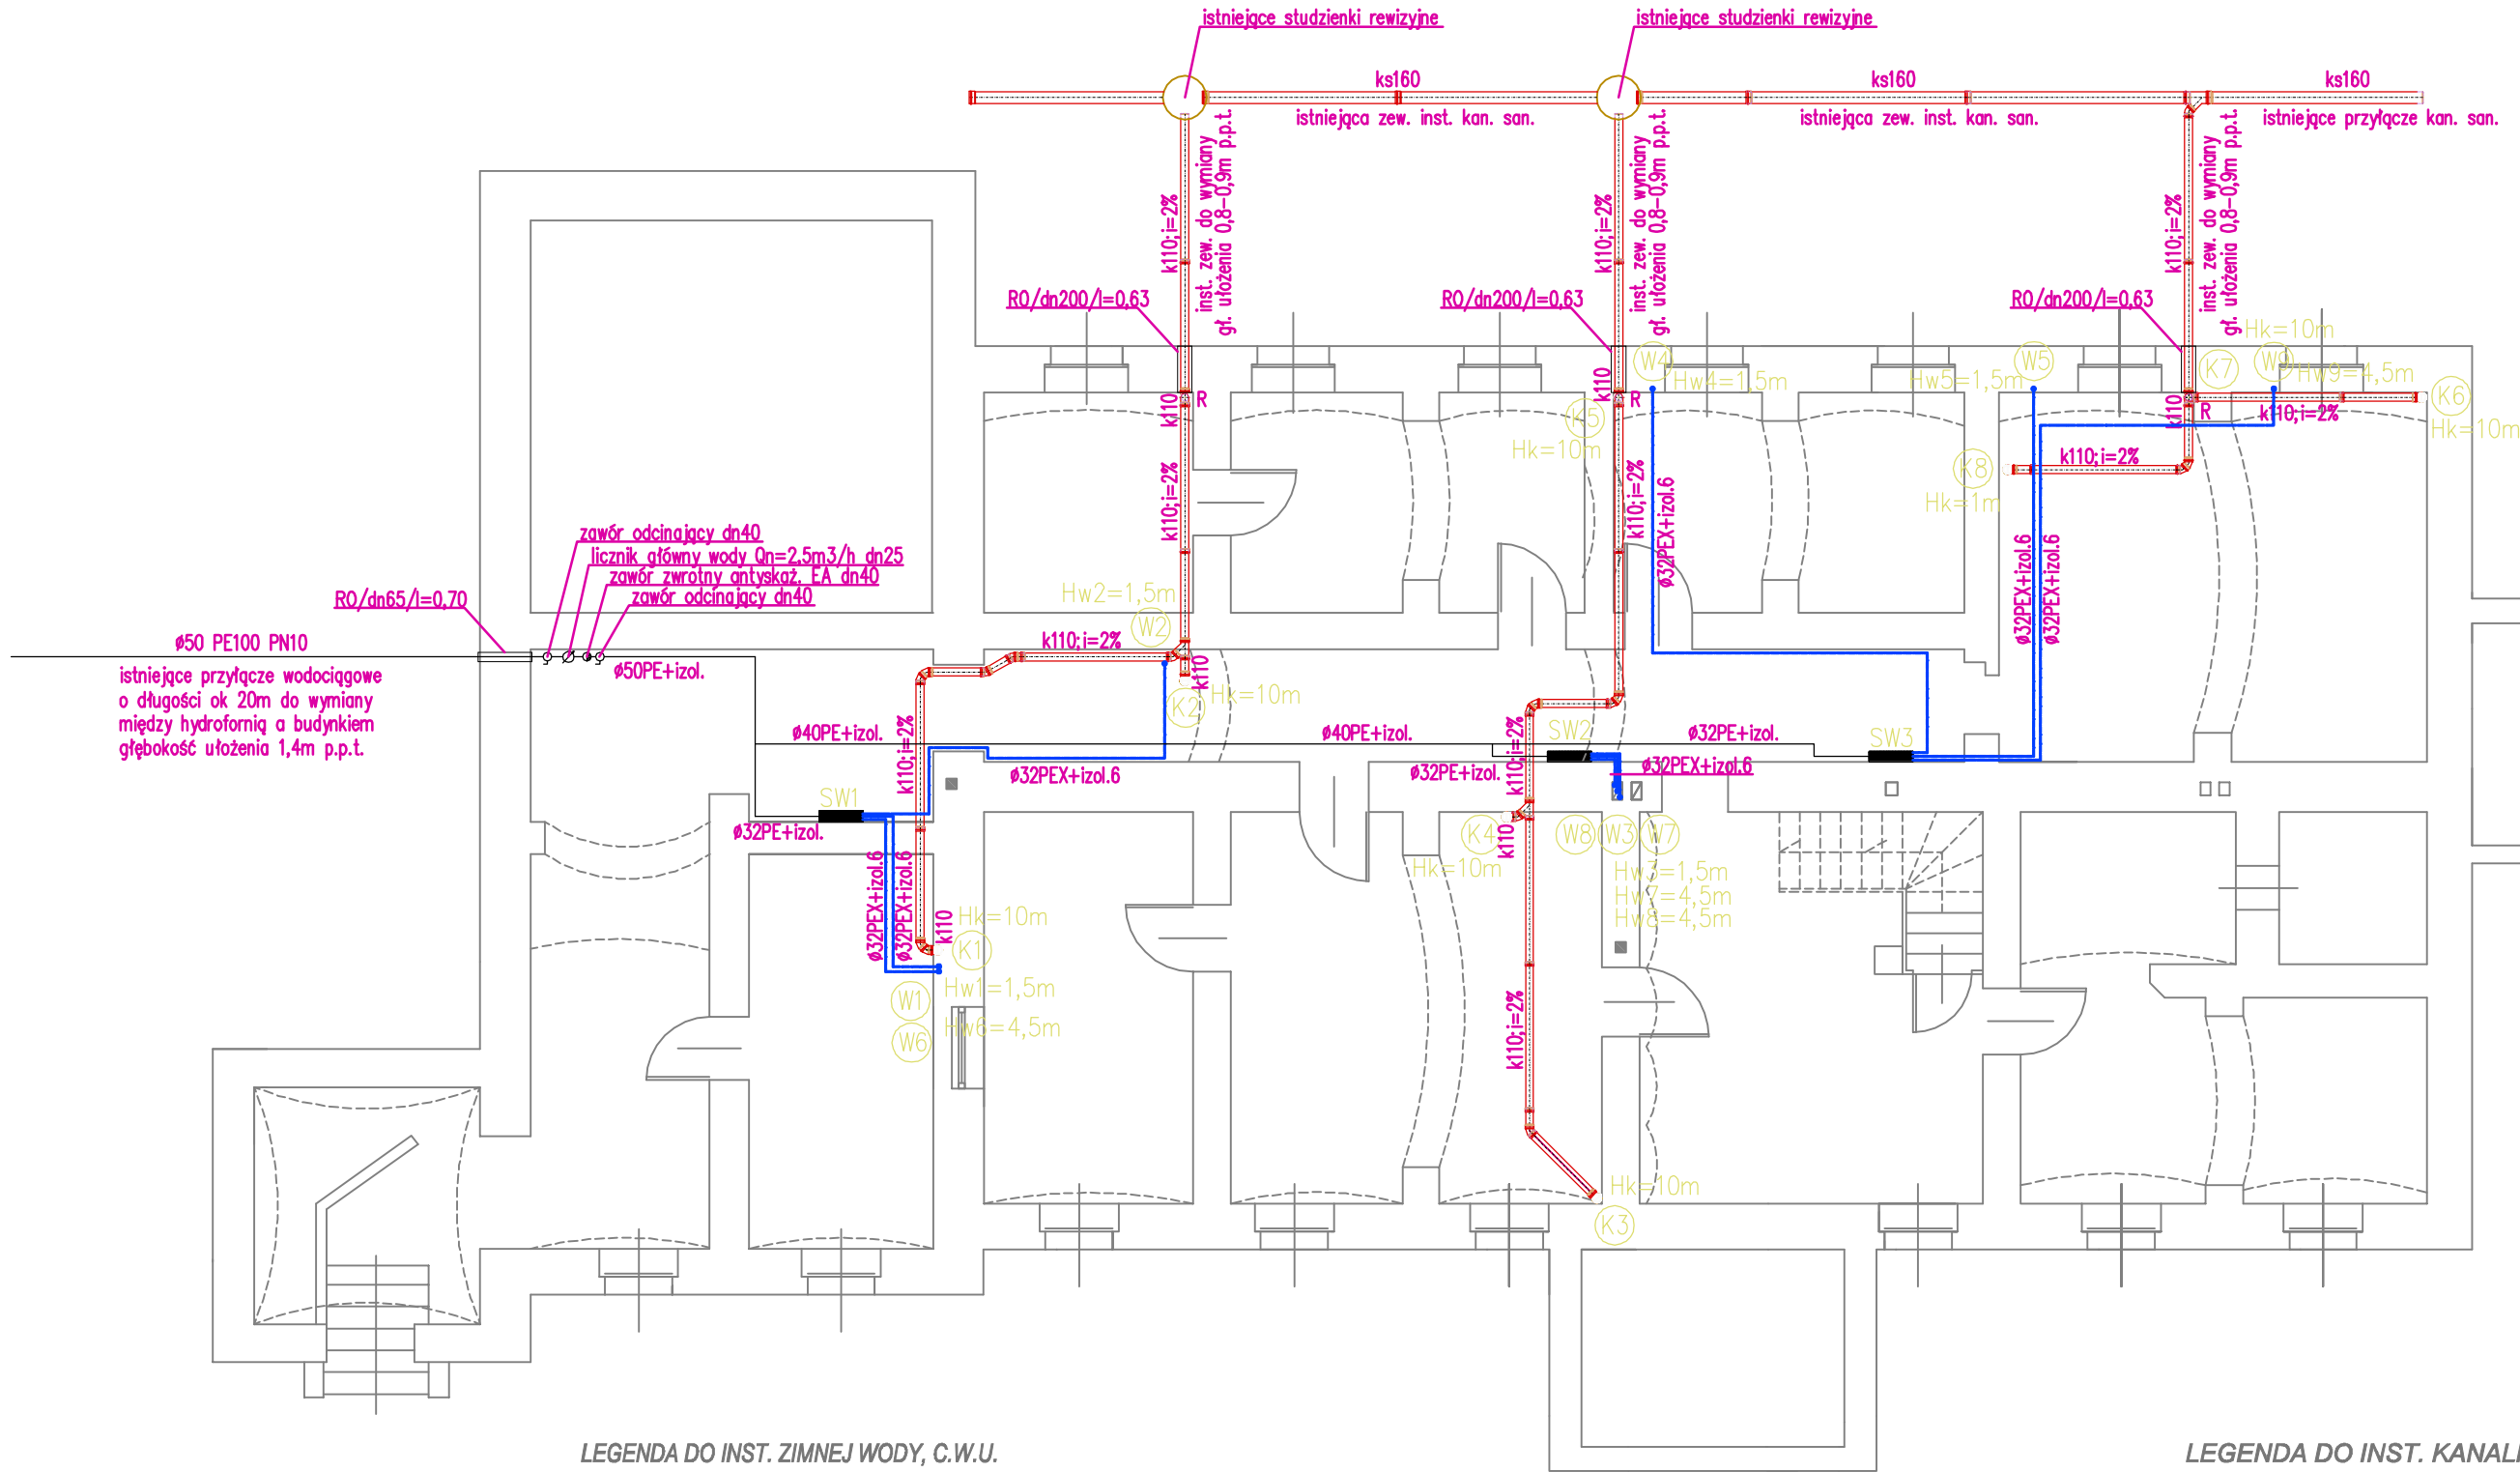 istniejące studzienki rewizyjne
istniejące studzienki rewizyjne
ks160
ks160
ks160
istniejąca zew. inst. kan. san.
istniejąca zew. inst. kan. san.
istniejące przyłącze kan. san.
k110;i=2%
inst. zew. do wymiany
gł. ułożenia 0,8-0,9m p.p.t.
k110;i=2%
inst. zew. do wymiany
gł. ułożenia 0,8-0,9m p.p.t.
k110;i=2%
inst. zew. do wymiany
gł. ułożenia 0,8-0,9m p.p.t.
RO/dn200/l=0,63
RO/dn200/l=0,63
RO/dn200/l=0,63
Hk=10m
W4
W5
K7
W9
Hw4=1,5m
Hw5=1,5m
Hw9=4,5m
k110
R
k110
R
k110
R
K5
K6
k110;i=2%
Hk=10m
Hk=10m
k110;i=2%
k110;i=2%
ø32PEX+izol.6
K8
k110;i=2%
Hk=1m
ø32PEX+izol.6
ø32PEX+izol.6
zawór odcinający dn40
licznik główny wody Qn=2,5m3/h dn25
zawór zwrotny antyskaż. EA dn40
zawór odcinający dn40
RO/dn65/l=0,70
Hw2=1,5m
W2
ø50 PE100 PN10
ø50PE+izol.
k110;i=2%
k110
istniejące przyłącze wodociągowe
o długości ok 20m do wymiany
między hydrofornią a budynkiem
głębokość ułożenia 1,4m p.p.t.
K2
Hk=10m
ø40PE+izol.
k110;i=2%
ø40PE+izol.
k110;i=2%
SW2
ø32PE+izol.
SW3
ø32PEX+izol.6
ø32PE+izol.
ø32PEX+izol.6
SW1
ø32PE+izol.
K4
k110
W8
W3
W7
Hk=10m
Hw3=1,5m
Hw7=4,5m
Hw8=4,5m
ø32PEX+izol.6
ø32PEX+izol.6
k110
Hk=10m
K1
W1
Hw1=1,5m
W6
Hw6=4,5m
k110;i=2%
Hk=10m
K3
LEGENDA DO INST. ZIMNEJ WODY, C.W.U.
LEGENDA DO INST. KANALI